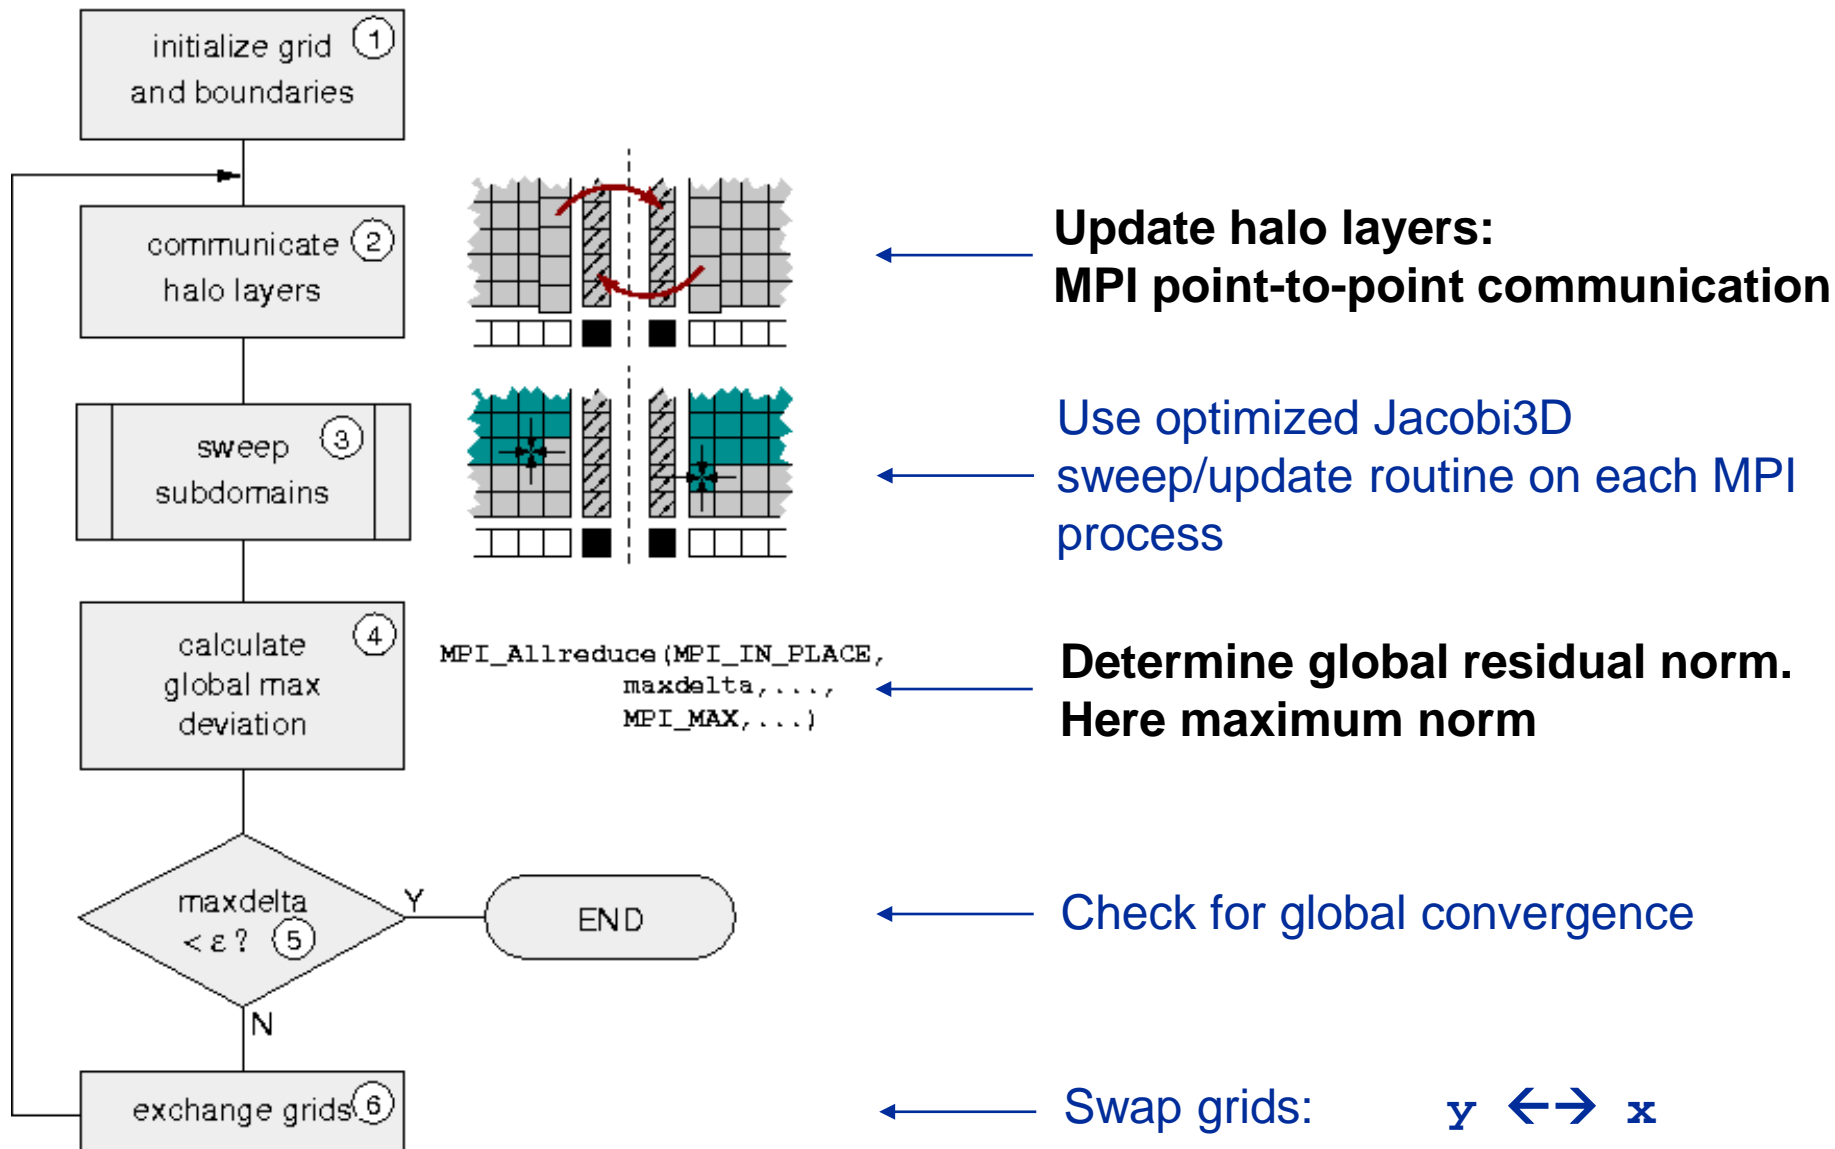 initialize grid 1
and boundaries
communicate 2
halo layers
Update halo layers:
MPI point-to-point communication
sweep 3
subdomains
Use optimized Jacobi3D
sweep/update routine on each MPI
process
calculate 4
global max
deviation
MPI_Allreduce(MPI_IN_PLACE,
maxdelta,...,
MPI_MAX,...)
Determine global residual norm.
Here maximum norm
maxdelta
< ε ? 5
Y
END
Check for global convergence
N
exchange grids 6
Swap grids: y ←→ x